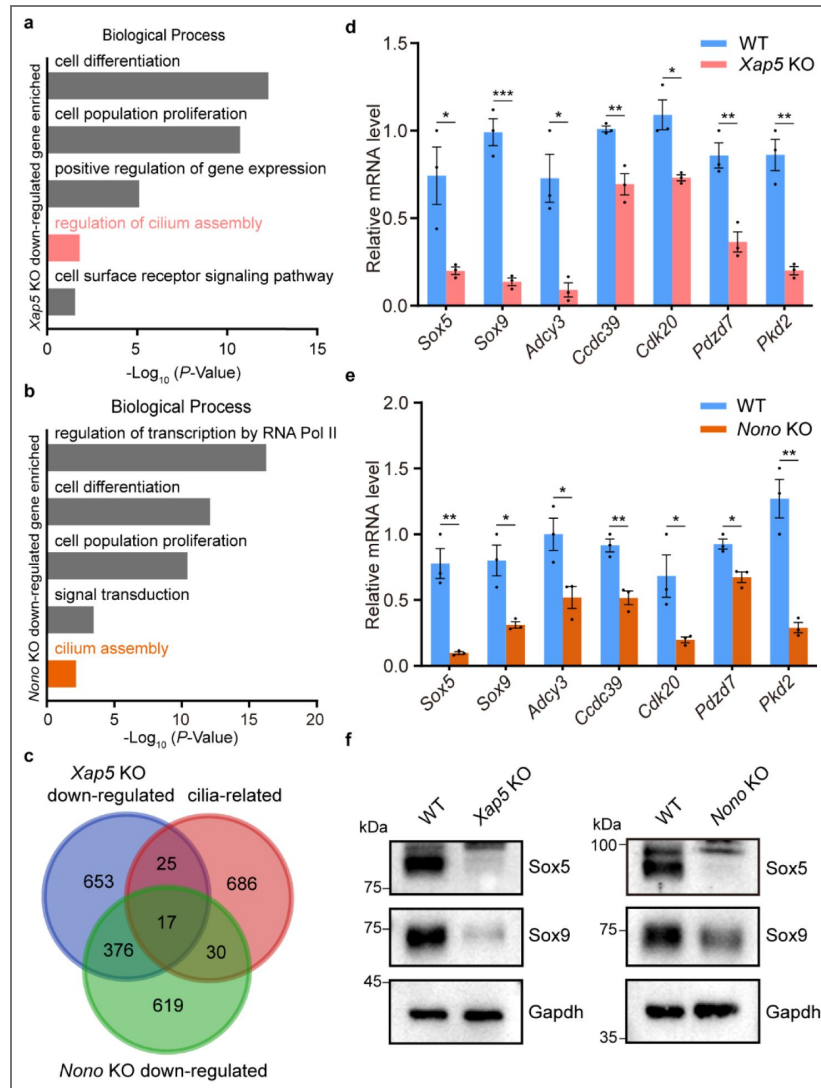 a
Biological Process
Xap5 KO down-regulated gene enriched
cell differentiation
cell population proliferation
positive regulation of gene expression
regulation of cilium assembly
cell surface receptor signaling pathway
0 5 10 15
-Log10 (P-Value)
b
Biological Process
Nono KO down-regulated gene enriched
regulation of transcription by RNA Pol II
cell differentiation
cell population proliferation
signal transduction
cilium assembly
0 5 10 15 20
-Log10 (P-Value)
c
Xap5 KO
down-regulated
cilia-related
653 25 686
17
376 30
619
Nono KO down-regulated
d
WT
Xap5 KO
Relative mRNA level
1.5
1.0
0.5
0.0
* *** * ** * ** **
Sox5 Sox9 Adcy3 Ccdc39 Cdk20 Pdzd7 Pkd2
e
WT
Nono KO
Relative mRNA level
2.0
1.5
1.0
0.5
0.0
** * * ** * * **
Sox5 Sox9 Adcy3 Ccdc39 Cdk20 Pdzd7 Pkd2
f
kDa
WT Xap5 KO
75
Sox5
75
Sox9
45
Gapdh
kDa
WT Nono KO
100
Sox5
75
Sox9
35
Gapdh